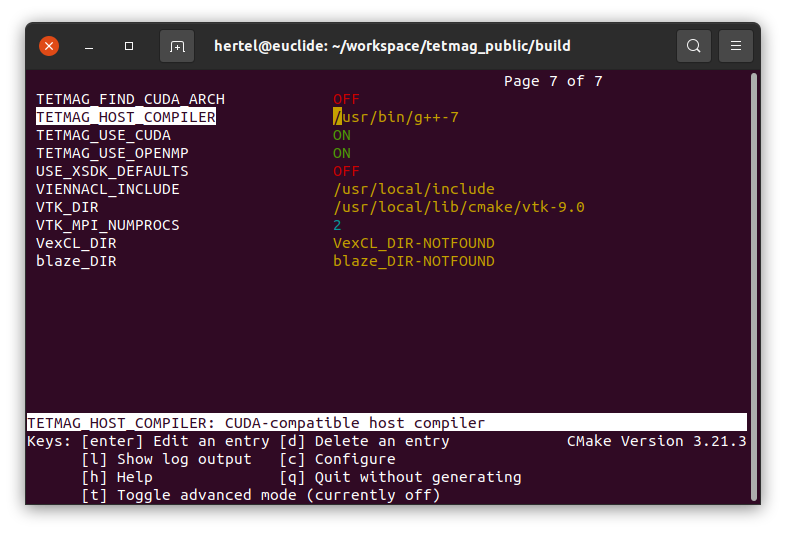 hertel@euclide: ~/workspace/tetmag_public/build
Page 7 of 7
TETMAG_FIND_CUDA_ARCH OFF
TETMAG_HOST_COMPILER /usr/bin/g++-7
TETMAG_USE_CUDA ON
TETMAG_USE_OPENMP ON
USE_XSDK_DEFAULTS OFF
VIENNACL_INCLUDE /usr/local/include
VTK_DIR /usr/local/lib/cmake/vtk-9.0
VTK_MPI_NUMPROCS 2
VexCL_DIR VexCL_DIR-NOTFOUND
blaze_DIR blaze_DIR-NOTFOUND
TETMAG_HOST_COMPILER: CUDA-compatible host compiler
Keys: [enter] Edit an entry [d] Delete an entry CMake Version 3.21.3
[l] Show log output [c] Configure
[h] Help [q] Quit without generating
[t] Toggle advanced mode (currently off)